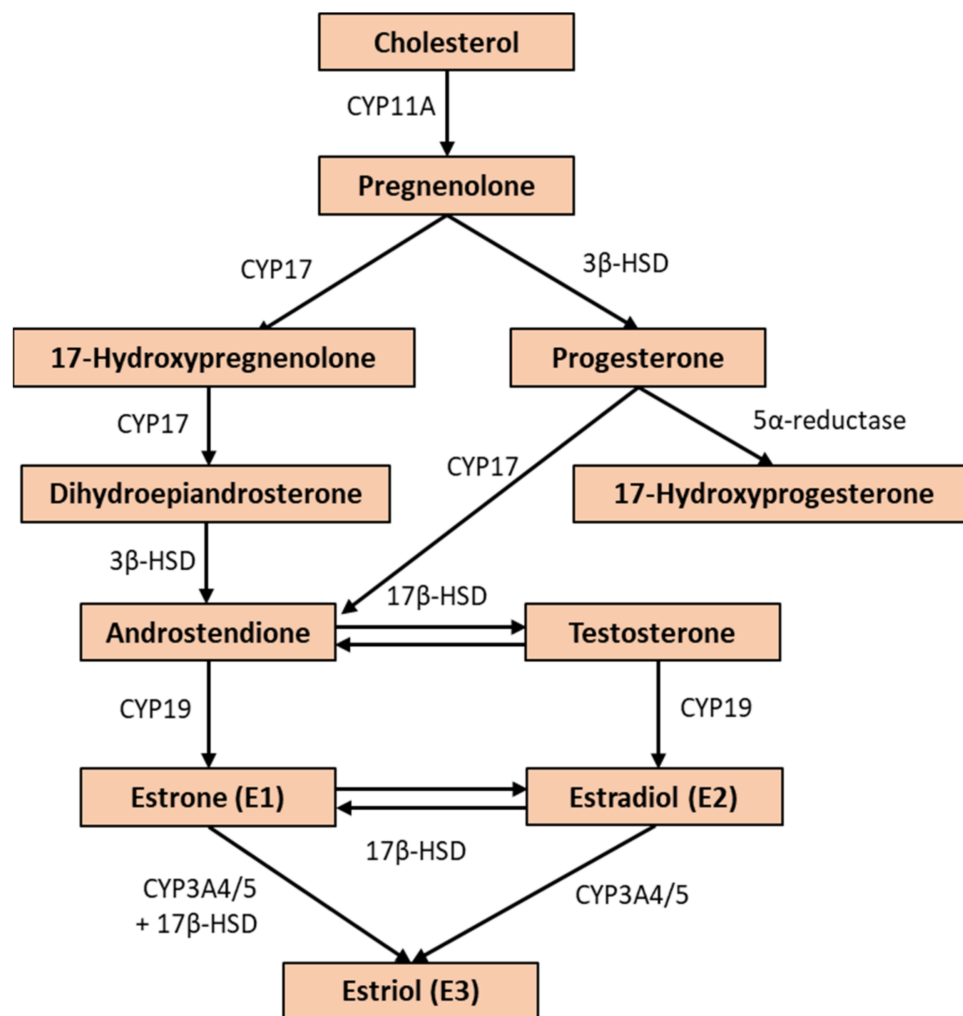 Cholesterol
CYP11A
Pregnenolone
CYP17
3β-HSD
17-Hydroxypregnenolone
Progesterone
CYP17
5α-reductase
CYP17
Dihydroepiandrosterone
17-Hydroxyprogesterone
3β-HSD
17β-HSD
Androstendione
Testosterone
CYP19
CYP19
Estrone (E1)
Estradiol (E2)
17β-HSD
CYP3A4/5
+ 17β-HSD
CYP3A4/5
Estriol (E3)